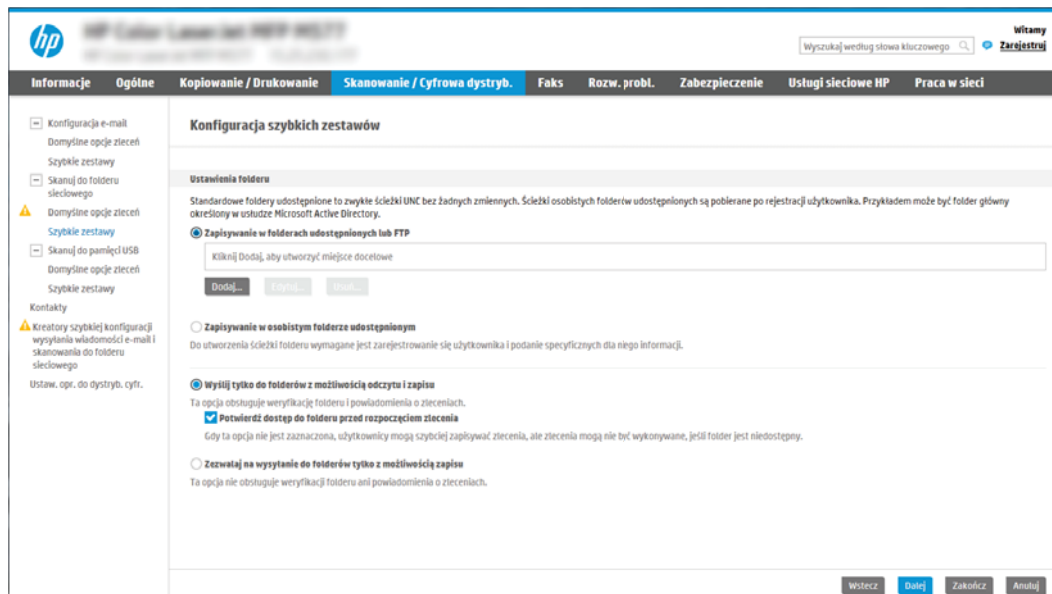 hp
Witamy
Wyszukaj według słowa kluczowego
Zarejestruj
Informacje Ogólne Kopiowanie / Drukowanie Skanowanie / Cyfrowa dystryb. Faks Rozw. probl. Zabezpieczenie Usługi sieciowe HP Praca w sieci
Konfiguracja e-mail
Domyślne opcje zleceń
Szybkie zestawy
Skanuj do folderu
sieciowego
Domyślne opcje zleceń
Szybkie zestawy
Skanuj do pamięci USB
Domyślne opcje zleceń
Szybkie zestawy
Kontakty
Kreatory szybkiej konfiguracji
wysyłania wiadomości e-mail i
skanowania do folderu
sieciowego
Ustaw. opr. do dystryb. cyfr.
Konfiguracja szybkich zestawów
Ustawienia folderu
Standardowe foldery udostępnione to zwykłe ścieżki UNC bez żadnych zmiennych. Ścieżki osobistych folderów udostępnionych są pobierane po rejestracji użytkownika. Przykładem może być folder główny
określony w usłudze Microsoft Active Directory.
Zapisywanie w folderach udostępnionych lub FTP
Kliknij Dodaj, aby utworzyć miejsce docelowe
Dodaj... Edytuj... Usuń...
Zapisywanie w osobistym folderze udostępnionym
Do utworzenia ścieżki folderu wymagane jest zarejestrowanie się użytkownika i podanie specyficznych dla niego informacji.
Wyślij tylko do folderów z możliwością odczytu i zapisu
Ta opcja obsługuje weryfikację folderu i powiadomienia o zleceniach.
Potwierdź dostęp do folderu przed rozpoczęciem zlecenia
Gdy ta opcja nie jest zaznaczona, użytkownicy mogą szybciej zapisywać zlecenia, ale zlecenia mogą nie być wykonywane, jeśli folder jest niedostępny.
Zezwalaj na wysyłanie do folderów tylko z możliwością zapisu
Ta opcja nie obsługuje weryfikacji folderu ani powiadomienia o zleceniach.
Wstecz Dalej Zakończ Anuluj